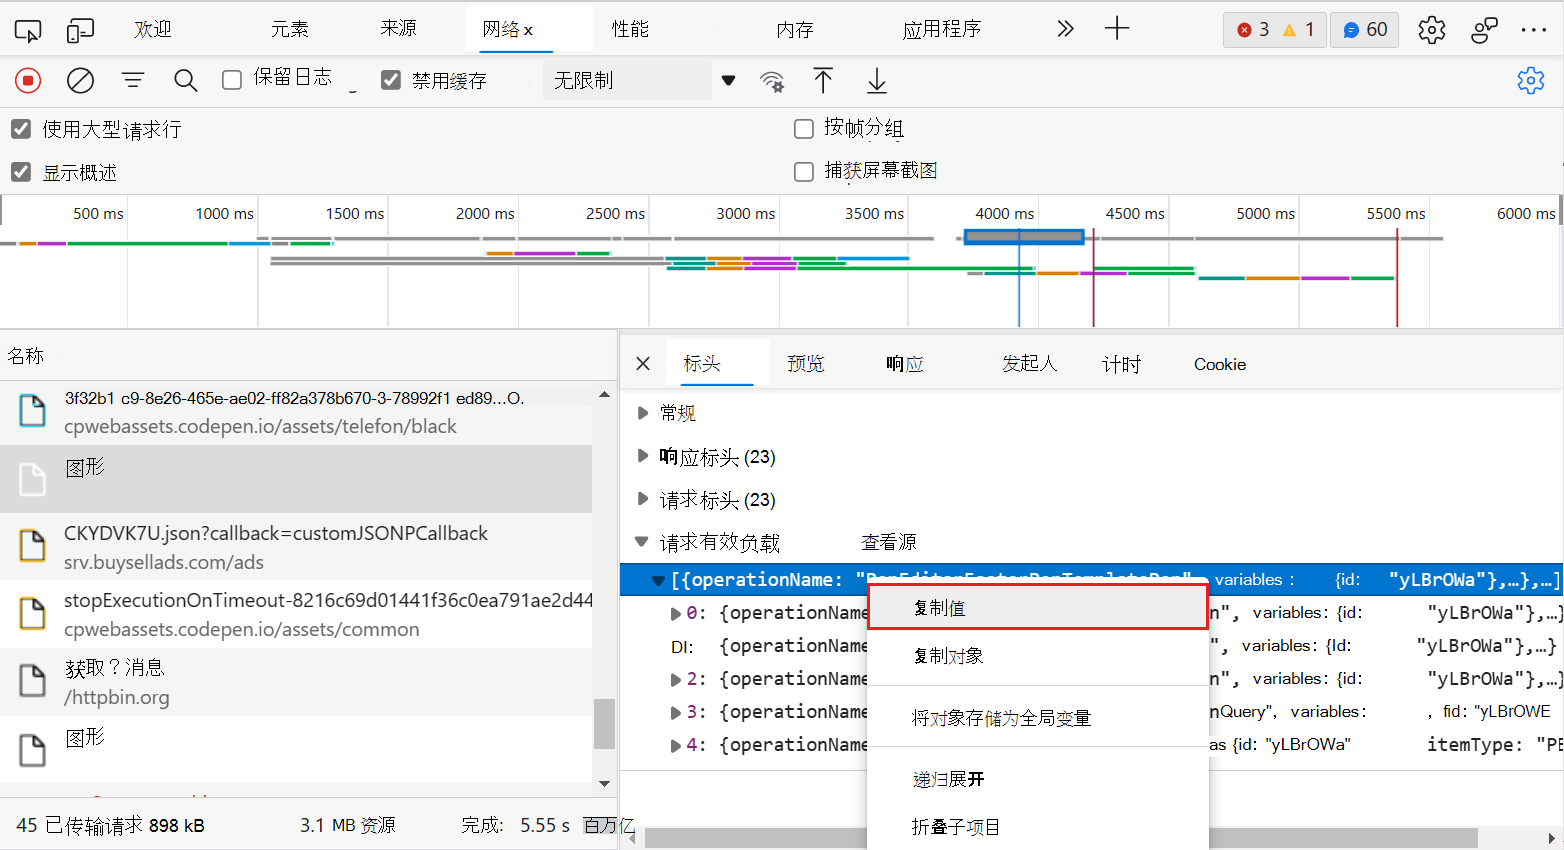 欢迎 元素 来源 网络 x 性能 内存 应用程序 3 1 60
保留日志 禁用缓存 无限制
使用大型请求行 按帧分组
显示概述 捕获屏幕截图
500 ms 1000 ms 1500 ms 2000 ms 2500 ms 3000 ms 3500 ms 4000 ms 4500 ms 5000 ms 5500 ms 6000 ms
名称
3f32b1 c9-8e26-465e-ae02-ff82a378b670-3-78992f1 ed89...O.
cpwebassets.codepen.io/assets/telefon/black
图形
CKYDVK7U.json?callback=customJSONPCallback
srv.buysellads.com/ads
stopExecutionOnTimeout-8216c69d01441f36c0ea791ae2d44
cpwebassets.codepen.io/assets/common
获取？消息
/httpbin.org
图形
45 已传输请求 898 kB 3.1 MB 资源 完成: 5.55 s 百万亿
标头 预览 响应 发起人 计时 Cookie
常规
响应标头 (23)
请求标头 (23)
请求有效负载 查看源
[{operationName: variables : {id: "yLBrOWa"},…},…]
0: {operationName n", variables: {id: "yLBrOWa"},…}
DI: {operationName ", variables: {Id: "yLBrOWa"},…}
2: {operationName n", variables: {id: "yLBrOWa"},…}
3: {operationName nQuery", variables: , fid: "yLBrOWE
4: {operationName as {id: "yLBrOWa" itemType: "PE
复制值
复制对象
将对象存储为全局变量
递归展开
折叠子项目